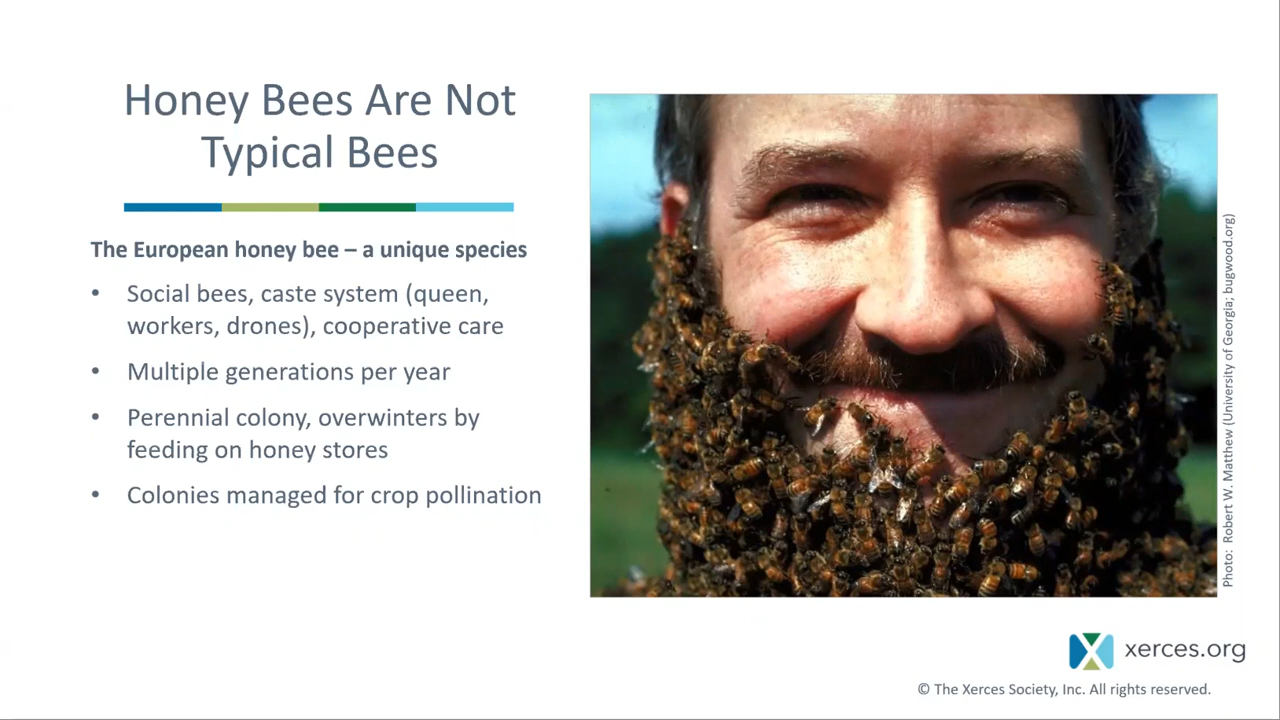 Honey Bees Are Not
Typical Bees
The European honey bee – a unique species
• Social bees, caste system (queen,
workers, drones), cooperative care
• Multiple generations per year
• Perennial colony, overwinters by
feeding on honey stores
• Colonies managed for crop pollination
Photo: Robert W. Matthew (University of Georgia; bugwood.org)
xerces.org
© The Xerces Society, Inc. All rights reserved.